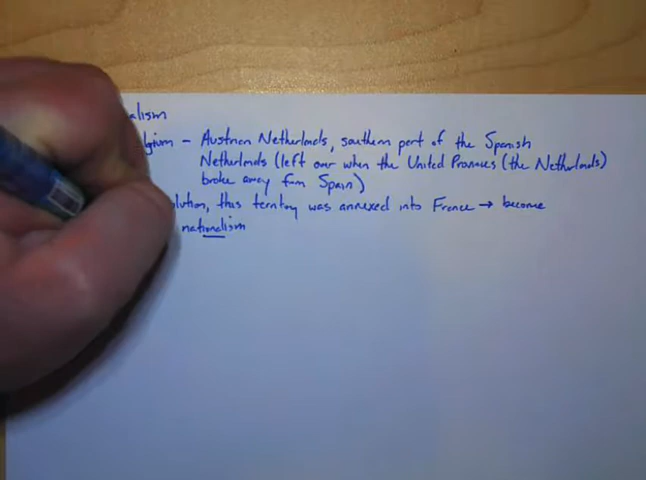 alism
lgium - Austrian Netherlands, southern part of the Spanish
Netherlands (left over when the United Provinces (the Netherlands)
broke away from Spain)
lution, this territory was annexed into France → become
nationalism